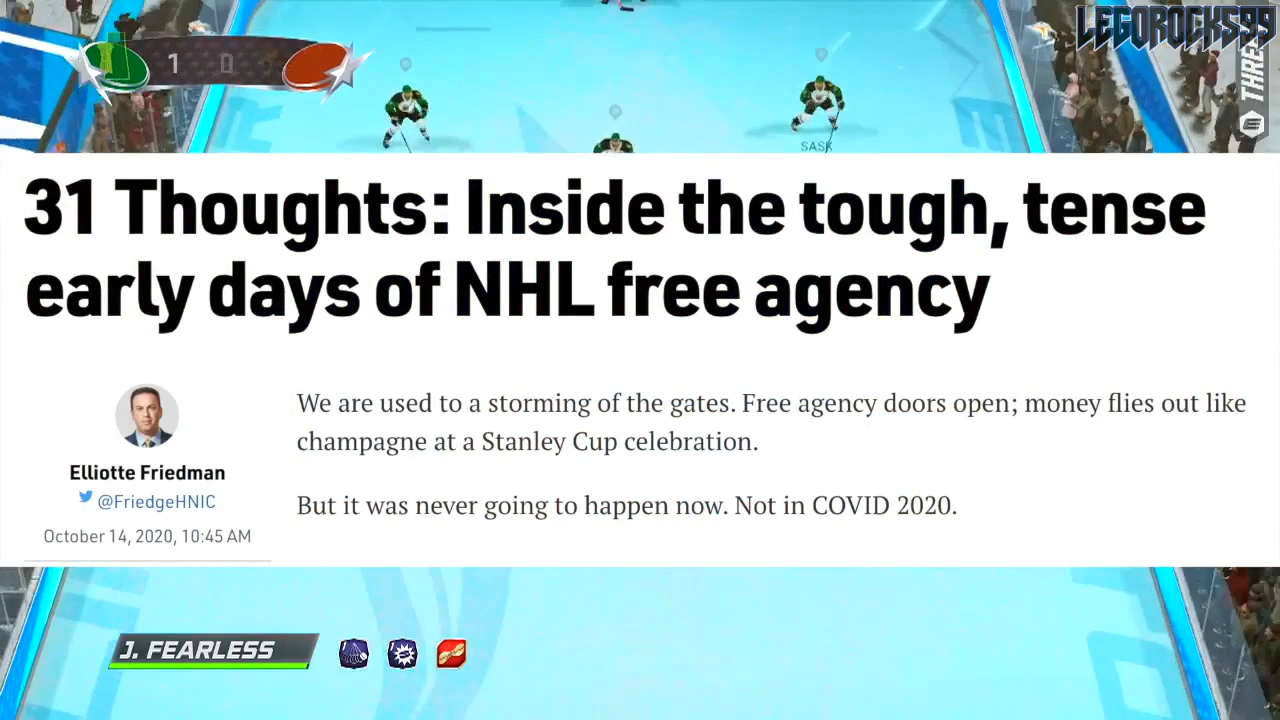 LEGOROCKS99
1 0
THREE
SASK
31 Thoughts: Inside the tough, tense
early days of NHL free agency
We are used to a storming of the gates. Free agency doors open; money flies out like
champagne at a Stanley Cup celebration.
But it was never going to happen now. Not in COVID 2020.
Elliotte Friedman
@FriedgeHNIC
October 14, 2020, 10:45 AM
J. FEARLESS